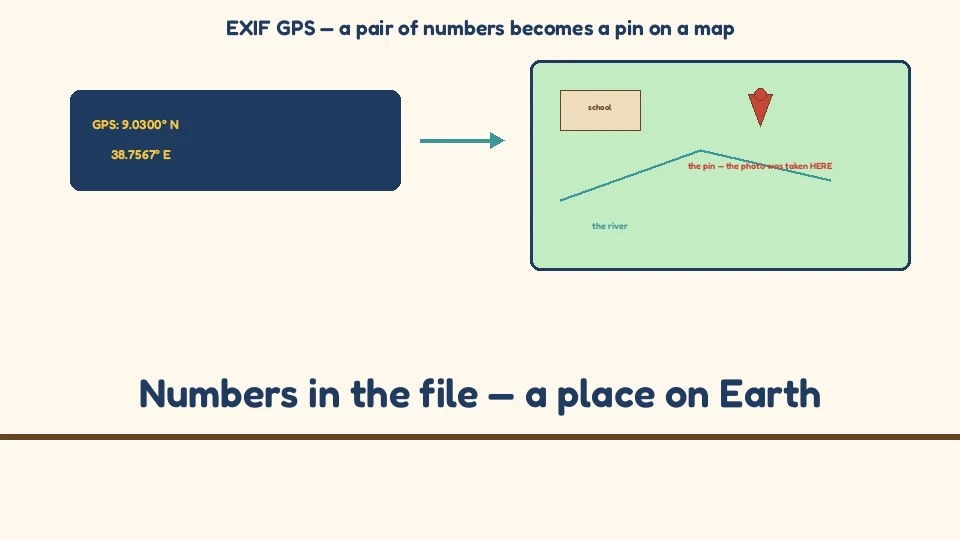 EXIF GPS — a pair of numbers becomes a pin on a map
GPS: 9.0300° N
38.7567° E
school
the pin — the photo was taken HERE
the river
Numbers in the file — a place on Earth